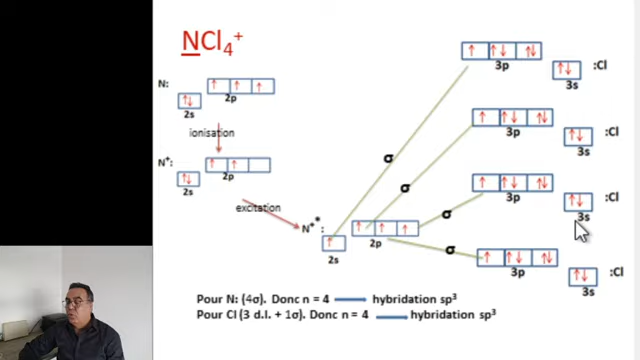 NCl4+
N:
2s
2p
ionisation
N+:
2s
2p
excitation
N+*:
2s
2p
σ
σ
σ
σ
3p
3s
:Cl
3p
3s
:Cl
3p
3s
:Cl
3p
3s
:Cl
Pour N: (4σ). Donc n = 4 hybridation sp3
Pour Cl (3 d.l. + 1σ). Donc n = 4 hybridation sp3